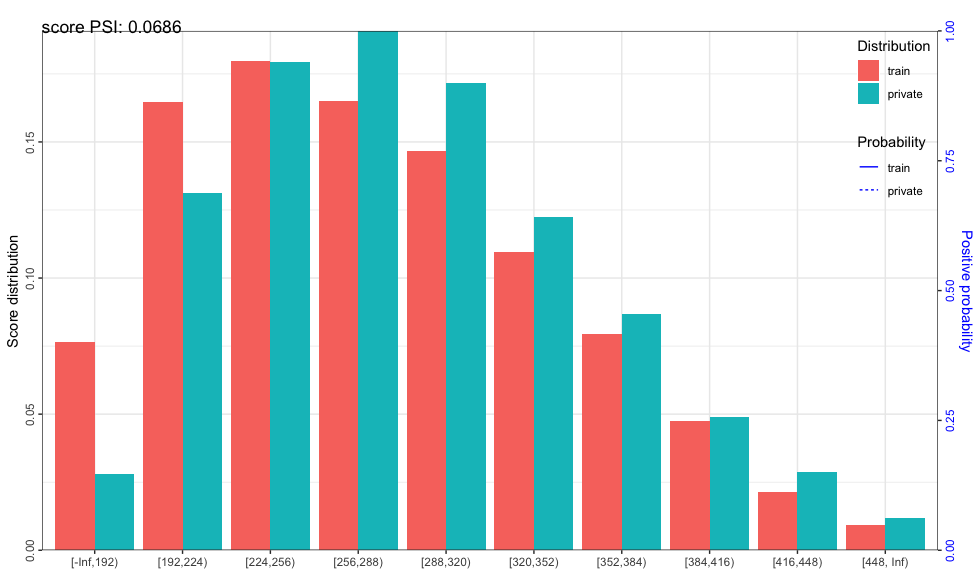 score PSI: 0.0686
Score distribution
0.00
0.05
0.10
0.15
[-Inf,192)
[192,224)
[224,256)
[256,288)
[288,320)
[320,352)
[352,384)
[384,416)
[416,448)
[448, Inf)
Distribution
train
private
Probability
train
private
1.00
0.75
0.50
0.25
0.00
Positive probability